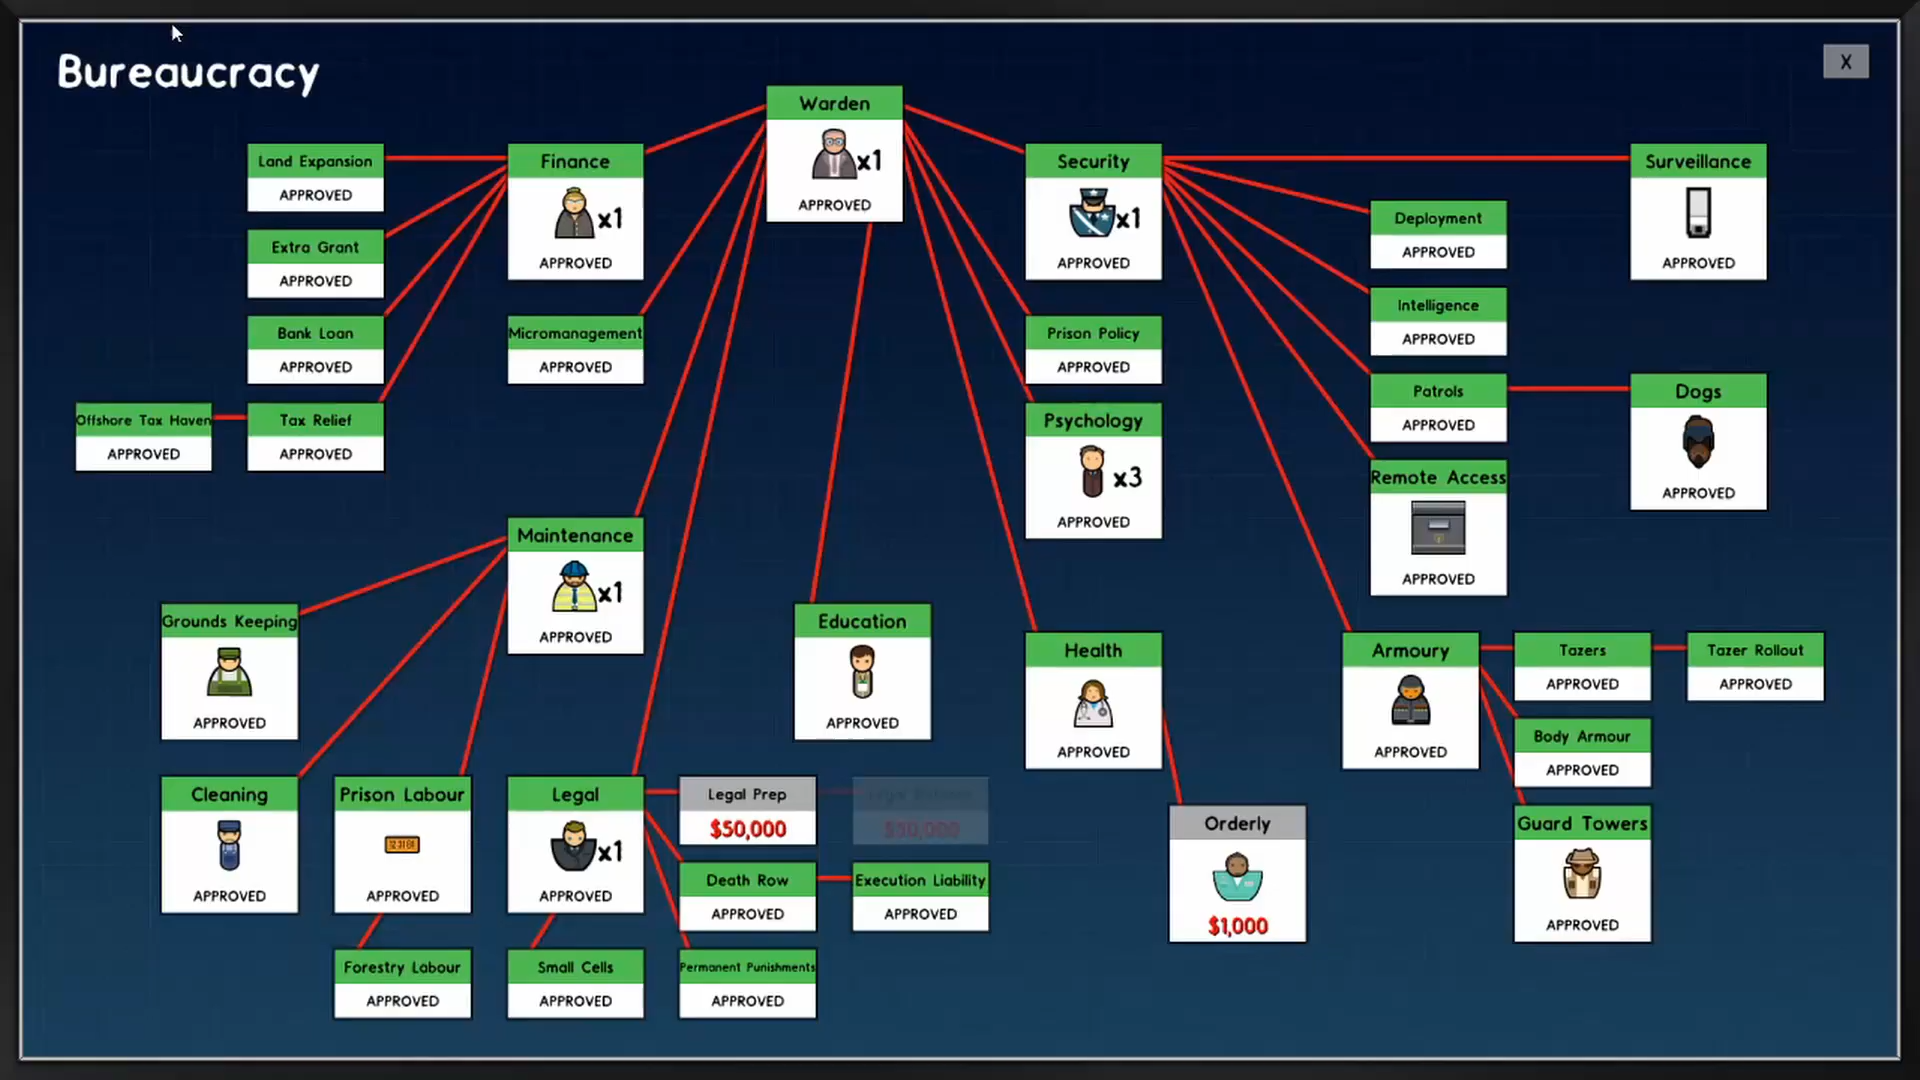 Bureaucracy
X
Warden
x1
APPROVED
Land Expansion
APPROVED
Finance
x1
APPROVED
Security
x1
APPROVED
Surveillance
APPROVED
Extra Grant
APPROVED
Deployment
APPROVED
Bank Loan
APPROVED
Micromanagement
APPROVED
Prison Policy
APPROVED
Intelligence
APPROVED
Offshore Tax Haven
APPROVED
Tax Relief
APPROVED
Psychology
x3
APPROVED
Patrols
APPROVED
Dogs
APPROVED
Remote Access
APPROVED
Maintenance
x1
APPROVED
Grounds Keeping
APPROVED
Education
APPROVED
Health
APPROVED
Armoury
APPROVED
Tazers
APPROVED
Tazer Rollout
APPROVED
Body Armour
APPROVED
Cleaning
APPROVED
Prison Labour
APPROVED
Legal
x1
APPROVED
Legal Prep
$50,000
$50,000
Death Row
APPROVED
Execution Liability
APPROVED
Orderly
$1,000
Guard Towers
APPROVED
Forestry Labour
APPROVED
Small Cells
APPROVED
Permanent Punishments
APPROVED